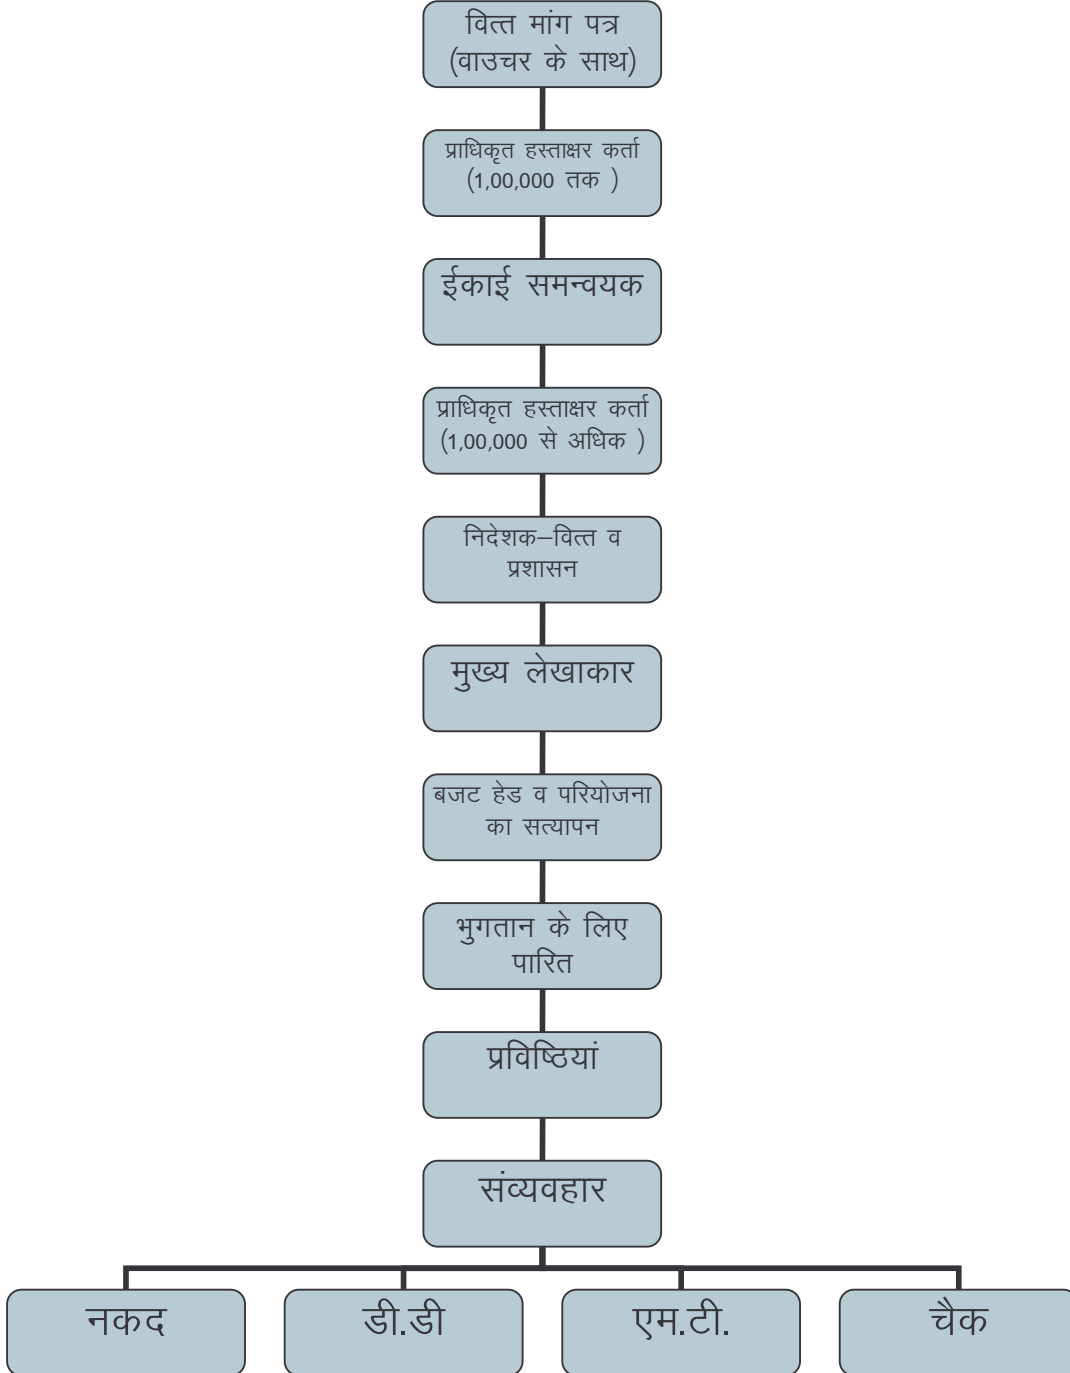 वित्त मांग पत्र
(वाउचर के साथ)
प्राधिकृत हस्ताक्षर कर्ता
(1,00,000 तक )
ईकाई समन्वयक
प्राधिकृत हस्ताक्षर कर्ता
(1,00,000 से अधिक )
निदेशक–वित्त व
प्रशासन
मुख्य लेखाकार
बजट हेड व परियोजना
का सत्यापन
भुगतान के लिए
पारित
प्रविष्ठियां
संव्यवहार
नकद
डी.डी
एम.टी.
चैक